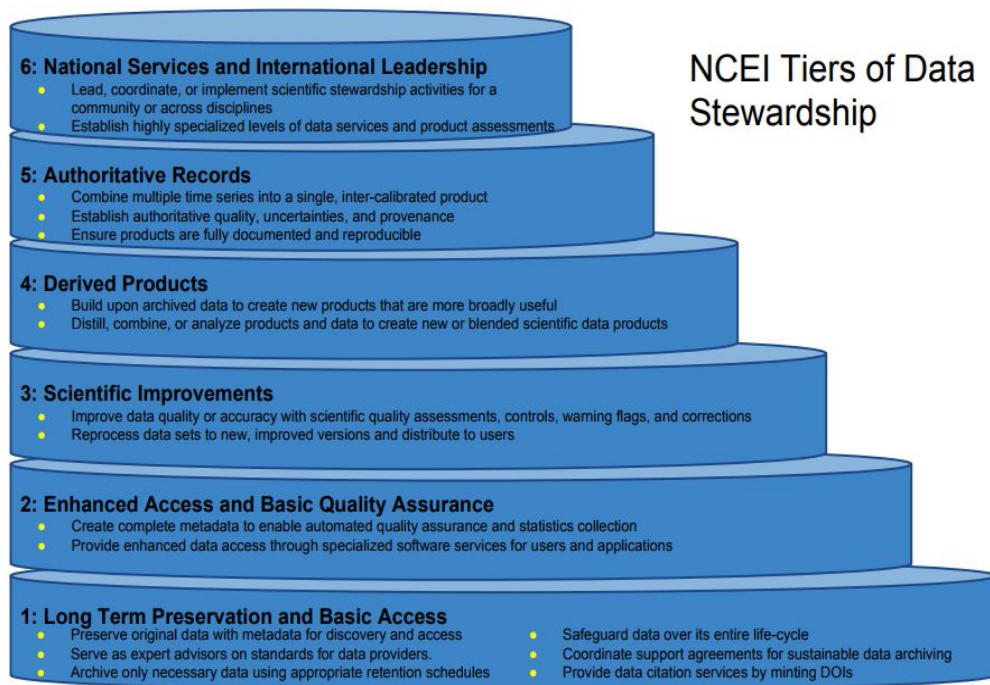 NCEI Tiers of Data
Stewardship
6: National Services and International Leadership
Lead, coordinate, or implement scientific stewardship activities for a
community or across disciplines
Establish highly specialized levels of data services and product assessments
5: Authoritative Records
Combine multiple time series into a single, inter-calibrated product
Establish authoritative quality, uncertainties, and provenance
Ensure products are fully documented and reproducible
4: Derived Products
Build upon archived data to create new products that are more broadly useful
Distill, combine, or analyze products and data to create new or blended scientific data products
3: Scientific Improvements
Improve data quality or accuracy with scientific quality assessments, controls, warning flags, and corrections
Reprocess data sets to new, improved versions and distribute to users
2: Enhanced Access and Basic Quality Assurance
Create complete metadata to enable automated quality assurance and statistics collection
Provide enhanced data access through specialized software services for users and applications
1: Long Term Preservation and Basic Access
Preserve original data with metadata for discovery and access
Serve as expert advisors on standards for data providers.
Archive only necessary data using appropriate retention schedules
Safeguard data over its entire life-cycle
Coordinate support agreements for sustainable data archiving
Provide data citation services by minting DOIs